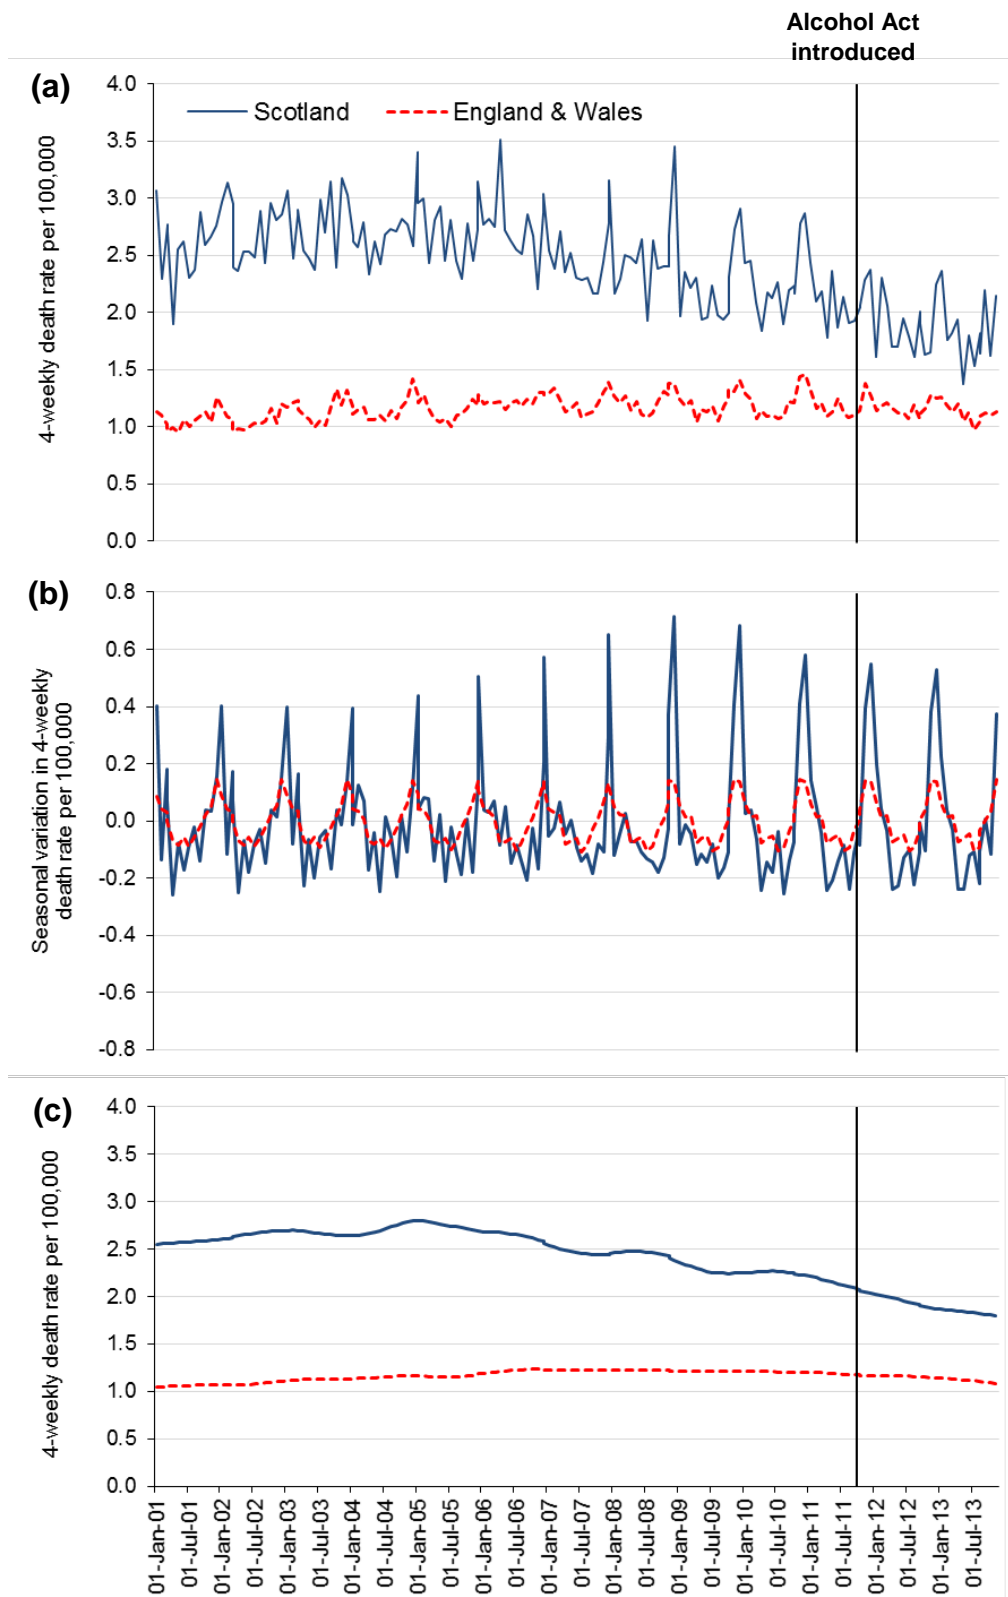 Alcohol Act
introduced
(a)
4-weekly death rate per 100,000
4.0
3.5
3.0
2.5
2.0
1.5
1.0
0.5
0.0
Scotland
England & Wales
(b)
Seasonal variation in 4-weekly
death rate per 100,000
0.8
0.6
0.4
0.2
0.0
-0.2
-0.4
-0.6
-0.8
(c)
4-weekly death rate per 100,000
4.0
3.5
3.0
2.5
2.0
1.5
1.0
0.5
0.0
01-Jan-01
01-Jul-01
01-Jan-02
01-Jul-02
01-Jan-03
01-Jul-03
01-Jan-04
01-Jul-04
01-Jan-05
01-Jul-05
01-Jan-06
01-Jul-06
01-Jan-07
01-Jul-07
01-Jan-08
01-Jul-08
01-Jan-09
01-Jul-09
01-Jan-10
01-Jul-10
01-Jan-11
01-Jul-11
01-Jan-12
01-Jul-12
01-Jan-13
01-Jul-13